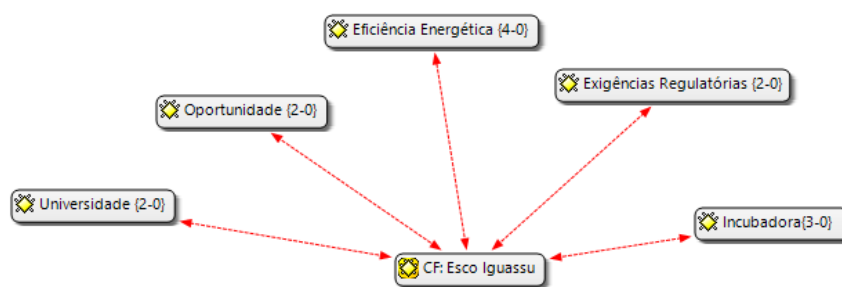 Eficiência Energética {4-0}
Exigências Regulatórias {2-0}
Oportunidade {2-0}
Universidade {2-0}
Incubadora{3-0}
CF: Esco Iguassu